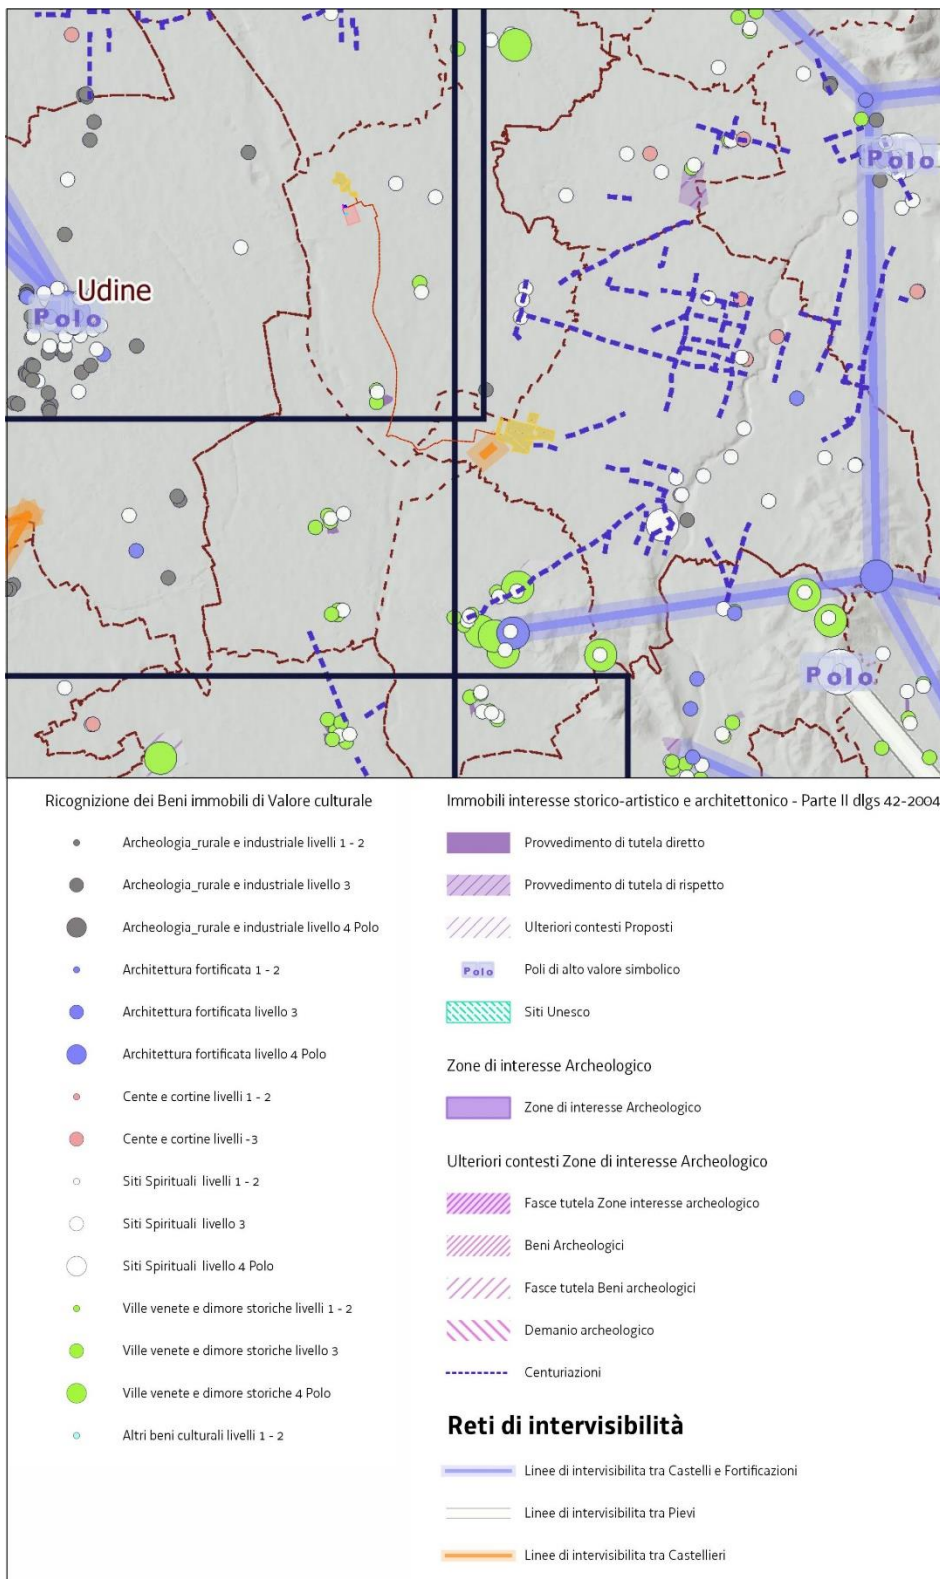 Polo
Udine
Polo
Polo
Ricognizione dei Beni immobili di Valore culturale
Archeologia_rurale e industriale livelli 1 - 2
Archeologia_rurale e industriale livello 3
Archeologia_rurale e industriale livello 4 Polo
Architettura fortificata 1 - 2
Architettura fortificata livello 3
Architettura fortificata livello 4 Polo
Cente e cortine livelli 1 - 2
Cente e cortine livelli -3
Siti Spirituali livelli 1 - 2
Siti Spirituali livello 3
Siti Spirituali livello 4 Polo
Ville venete e dimore storiche livelli 1 - 2
Ville venete e dimore storiche livello 3
Ville venete e dimore storiche 4 Polo
Altri beni culturali livelli 1 - 2
Immobili interesse storico-artistico e architettonico - Parte II dlgs 42-2004
Provvedimento di tutela diretto
Provvedimento di tutela di rispetto
Ulteriori contesti Proposti
Polo
Poli di alto valore simbolico
Siti Unesco
Zone di interesse Archeologico
Zone di interesse Archeologico
Ulteriori contesti Zone di interesse Archeologico
Fasce tutela Zone interesse archeologico
Beni Archeologici
Fasce tutela Beni archeologici
Demanio archeologico
Centuriazioni
Reti di intervisibilità
Linee di intervisibilita tra Castelli e Fortificazioni
Linee di intervisibilita tra Pievi
Linee di intervisibilita tra Castellieri